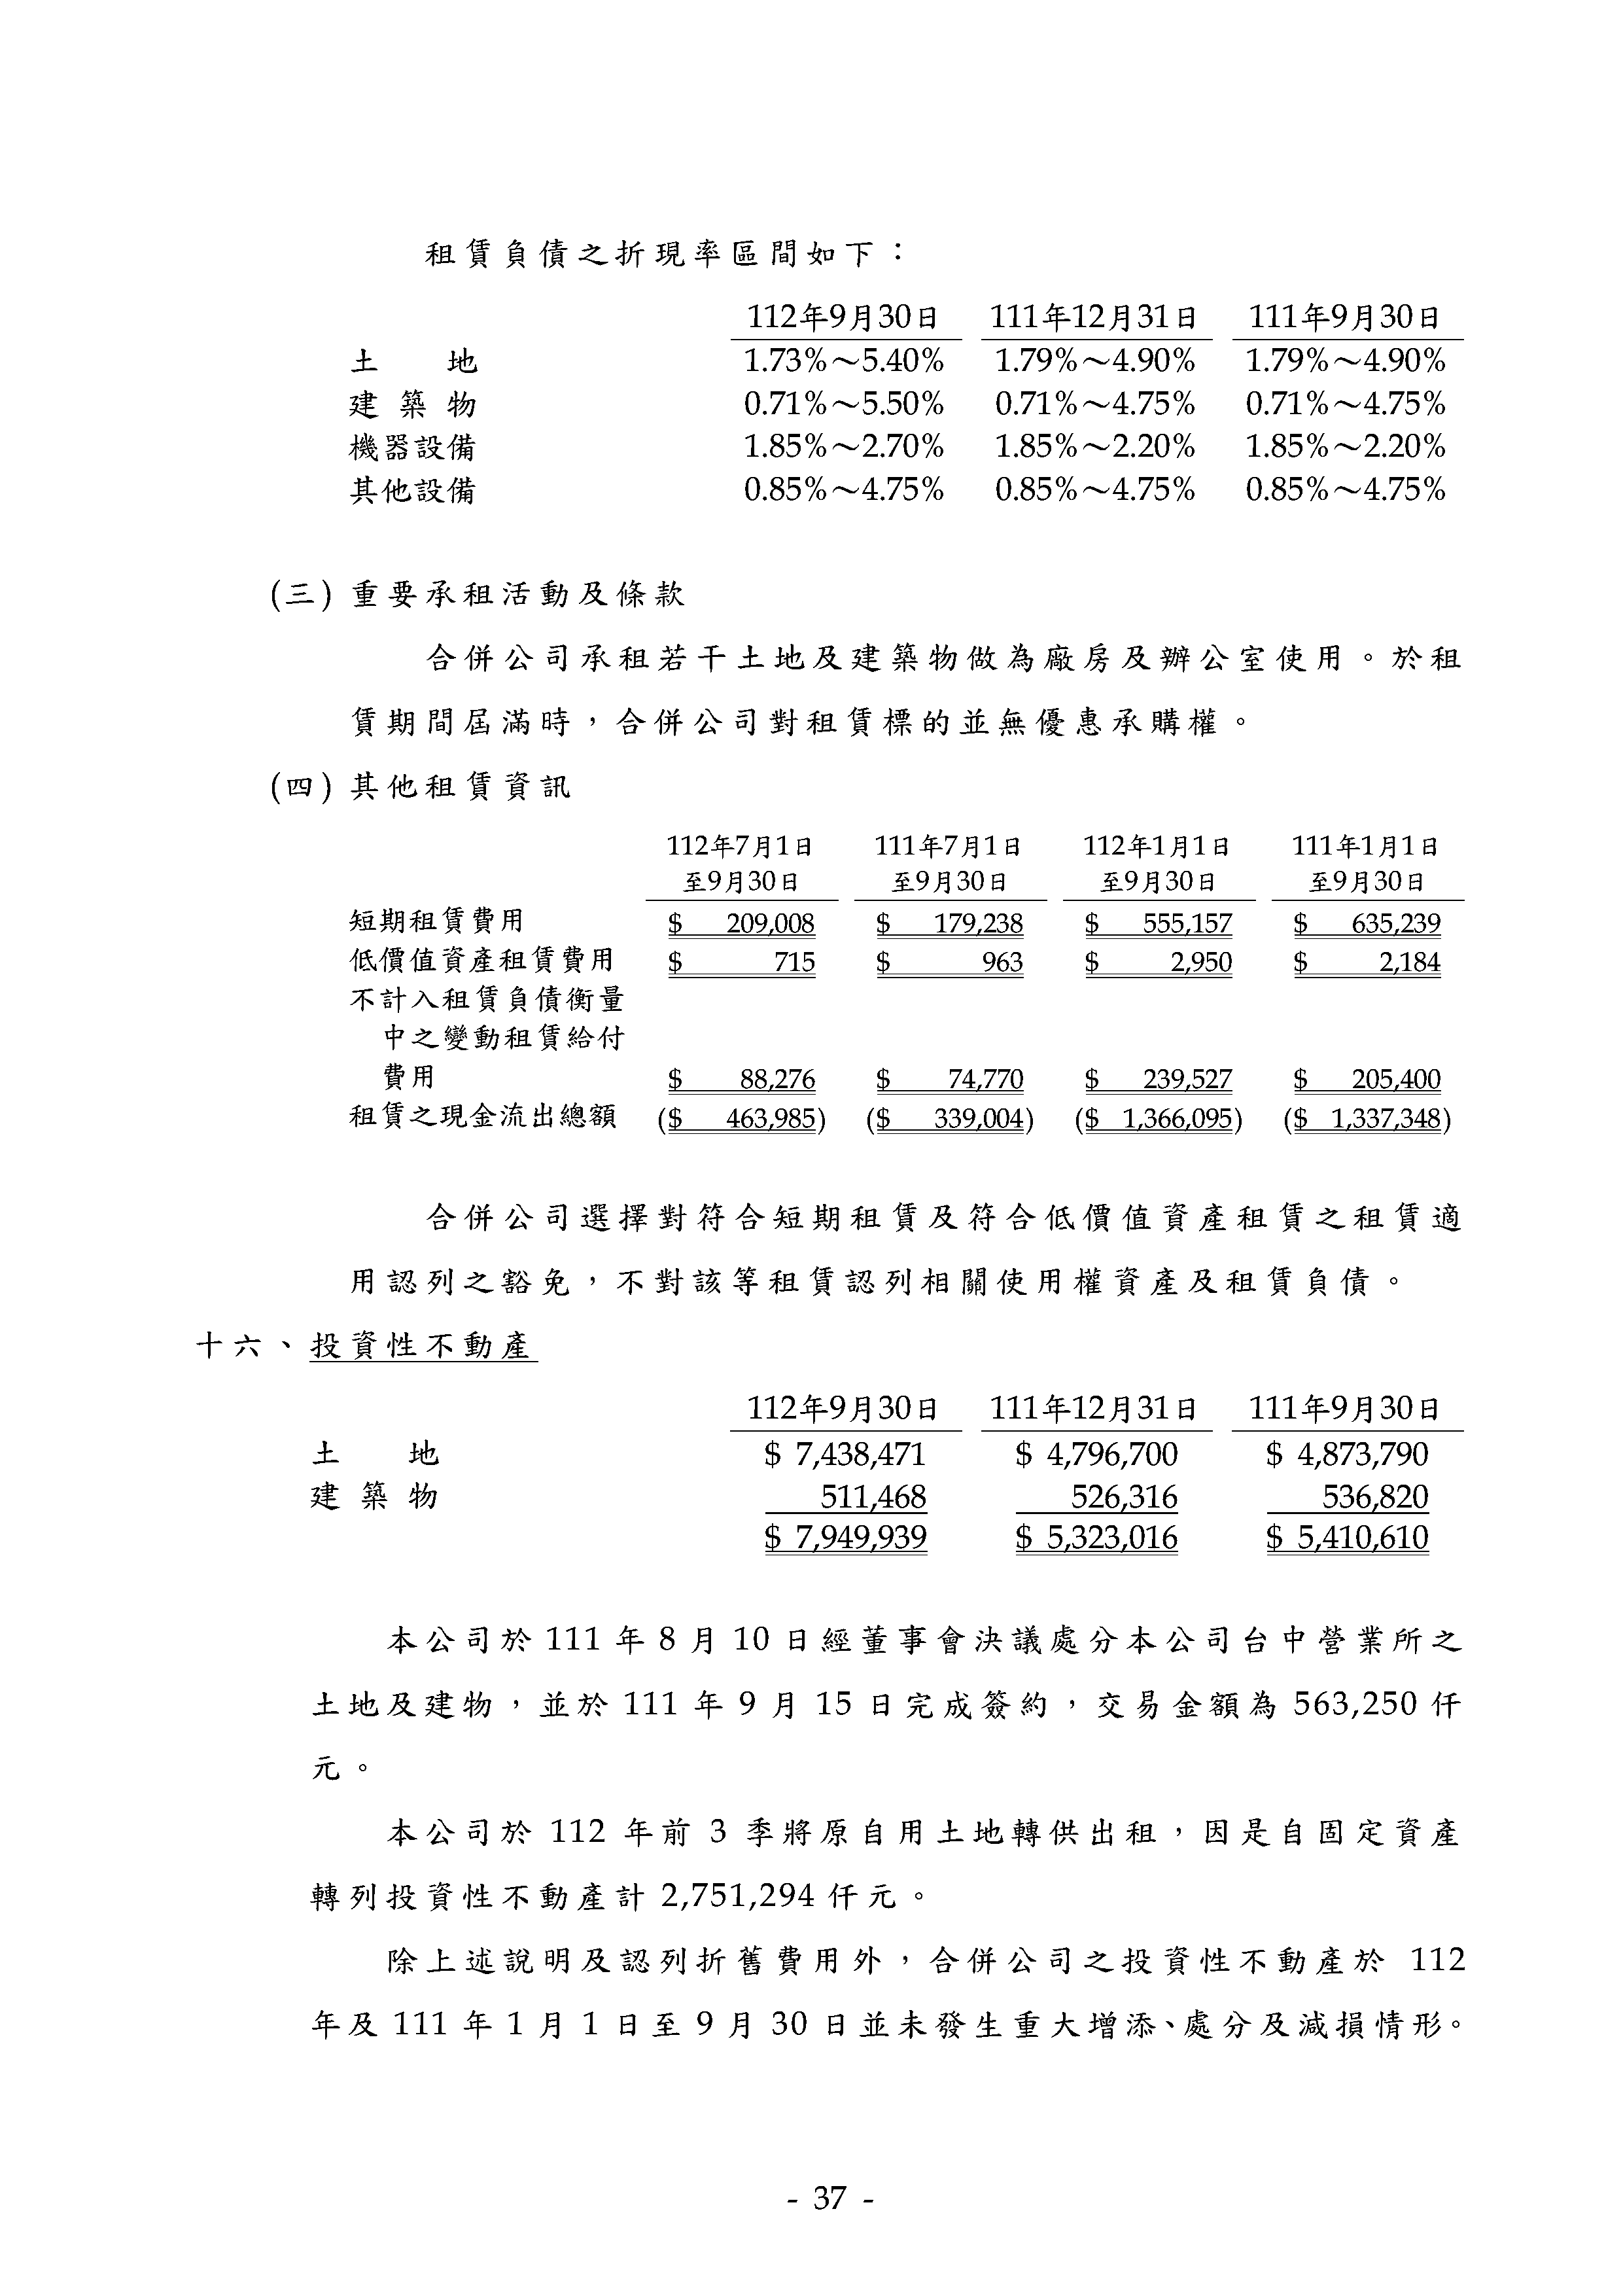 租賃負債之折現率區間如下：
112年9月30日 111年12月31日 111年9月30日
土 地 1.73%～5.40% 1.79%～4.90% 1.79%～4.90%
建築物 0.71%～5.50% 0.71%～4.75% 0.71%～4.75%
機器設備 1.85%～2.70% 1.85%～2.20% 1.85%～2.20%
其他設備 0.85%～4.75% 0.85%～4.75% 0.85%～4.75%
(三) 重要承租活動及條款
合併公司承租若干土地及建築物做為廠房及辦公室使用。於租
賃期間屆滿時，合併公司對租賃標的並無優惠承購權。
(四) 其他租賃資訊
112年7月1日 111年7月1日 112年1月1日 111年1月1日
至9月30日 至9月30日 至9月30日 至9月30日
短期租賃費用 $ 209,008 $ 179,238 $ 555,157 $ 635,239
低價值資產租賃費用 $ 715 $ 963 $ 2,950 $ 2,184
不計入租賃負債衡量
中之變動租賃給付
費用 $ 88,276 $ 74,770 $ 239,527 $ 205,400
租賃之現金流出總額 ($ 463,985) ($ 339,004) ($ 1,366,095) ($ 1,337,348)
合併公司選擇對符合短期租賃及符合低價值資產租賃之租賃適
用認列之豁免，不對該等租賃認列相關使用權資產及租賃負債。
十六、投資性不動產
112年9月30日 111年12月31日 111年9月30日
土 地 $ 7,438,471 $ 4,796,700 $ 4,873,790
建築物 511,468 526,316 536,820
$ 7,949,939 $ 5,323,016 $ 5,410,610
本公司於 111 年 8 月 10 日經董事會決議處分本公司台中營業所之
土地及建物，並於 111 年 9 月 15 日完成簽約，交易金額為 563,250 仟
元。
本公司於 112 年前 3 季將原自用土地轉供出租，因是自固定資產
轉列投資性不動產計 2,751,294 仟元。
除上述說明及認列折舊費用外，合併公司之投資性不動產於 112
年及 111 年 1 月 1 日至 9 月 30 日並未發生重大增添、處分及減損情形。
- 37 -